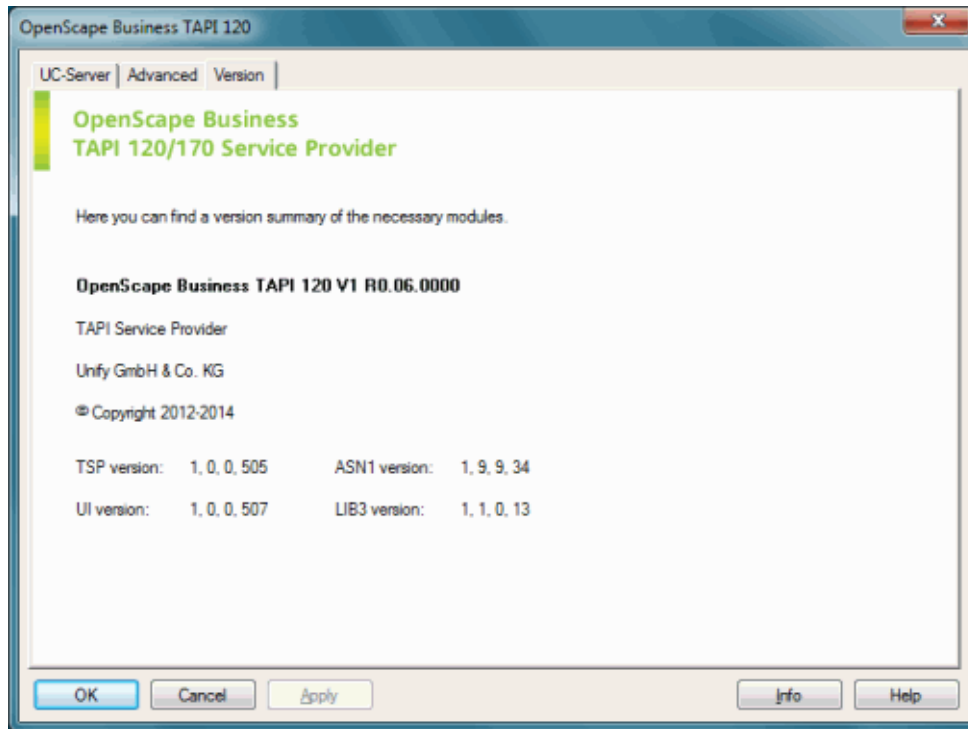 OpenScape Business TAPI 120
UC-Server Advanced Version
OpenScape Business
TAPI 120/170 Service Provider
Here you can find a version summary of the necessary modules.
OpenScape Business TAPI 120 V1 R0.06.0000
TAPI Service Provider
Unify GmbH & Co. KG
© Copyright 2012-2014
TSP version: 1, 0, 0, 505 ASN1 version: 1, 9, 9, 34
UI version: 1, 0, 0, 507 LIB3 version: 1, 1, 0, 13
OK Cancel Apply Info Help